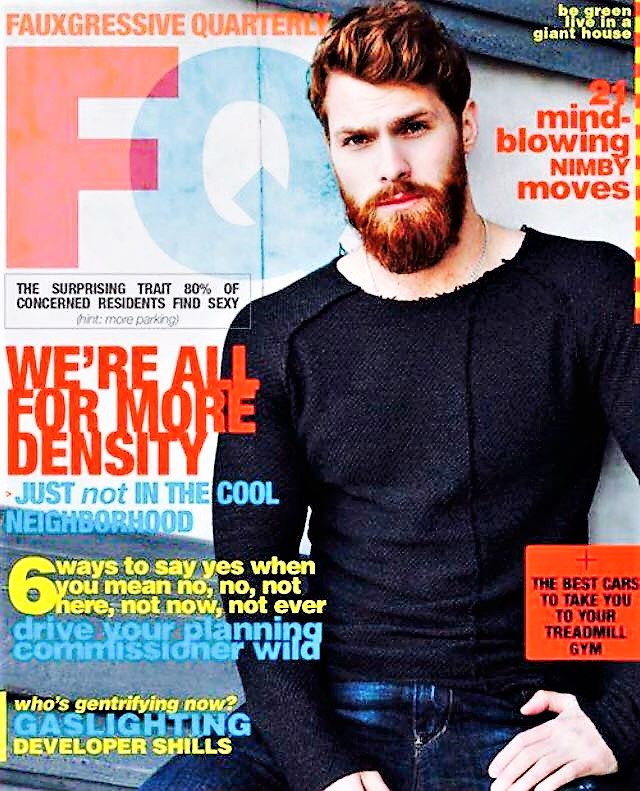 FAUXGRESSIVE QUARTERLY
FQ
be green
live in a
giant house
21
mind-
blowing
NIMBY
moves
THE SURPRISING TRAIT 80% OF
CONCERNED RESIDENTS FIND SEXY
(hint: more parking)
WE'RE ALL
FOR MORE
DENSITY
>JUST not IN THE COOL
NEIGHBORHOOD
6 ways to say yes when
you mean no, no, not
here, not now, not ever
drive your planning
commissioner wild
who's gentrifying now?
GASLIGHTING
DEVELOPER SHILLS
+
THE BEST CARS
TO TAKE YOU
TO YOUR
TREADMILL
GYM